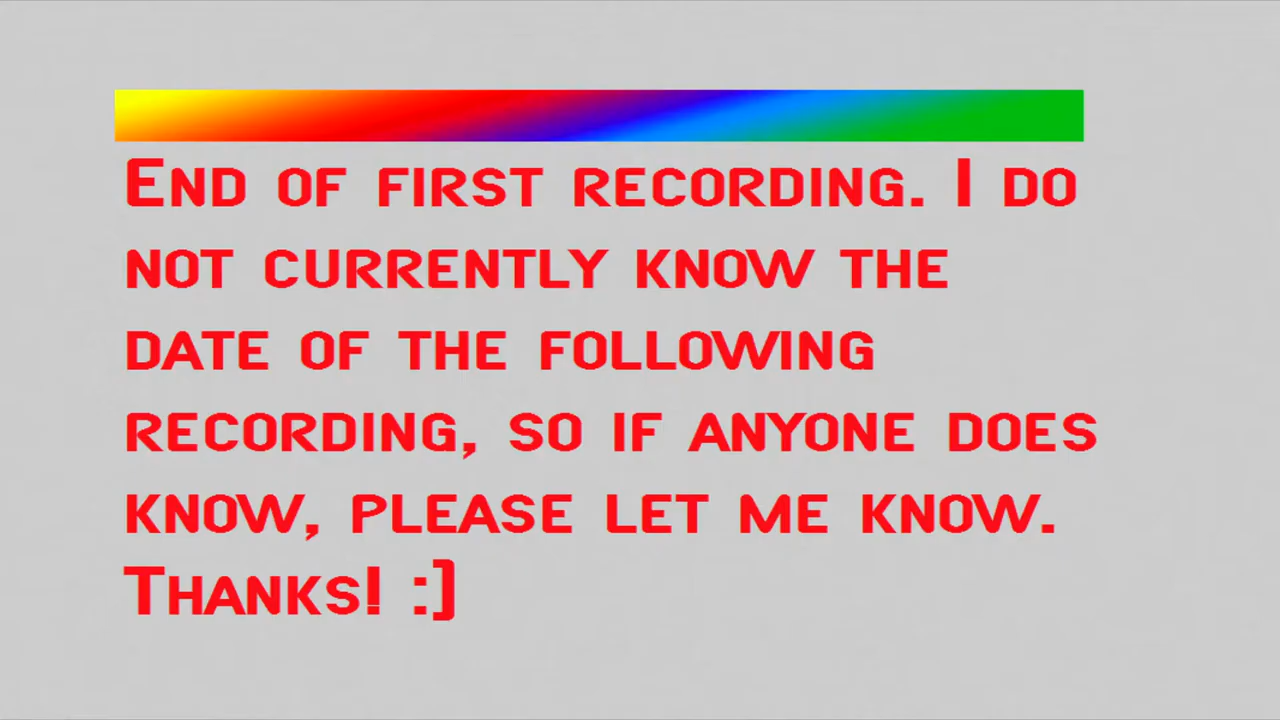 End of first recording. I do
not currently know the
date of the following
recording, so if anyone does
know, please let me know.
Thanks! :]